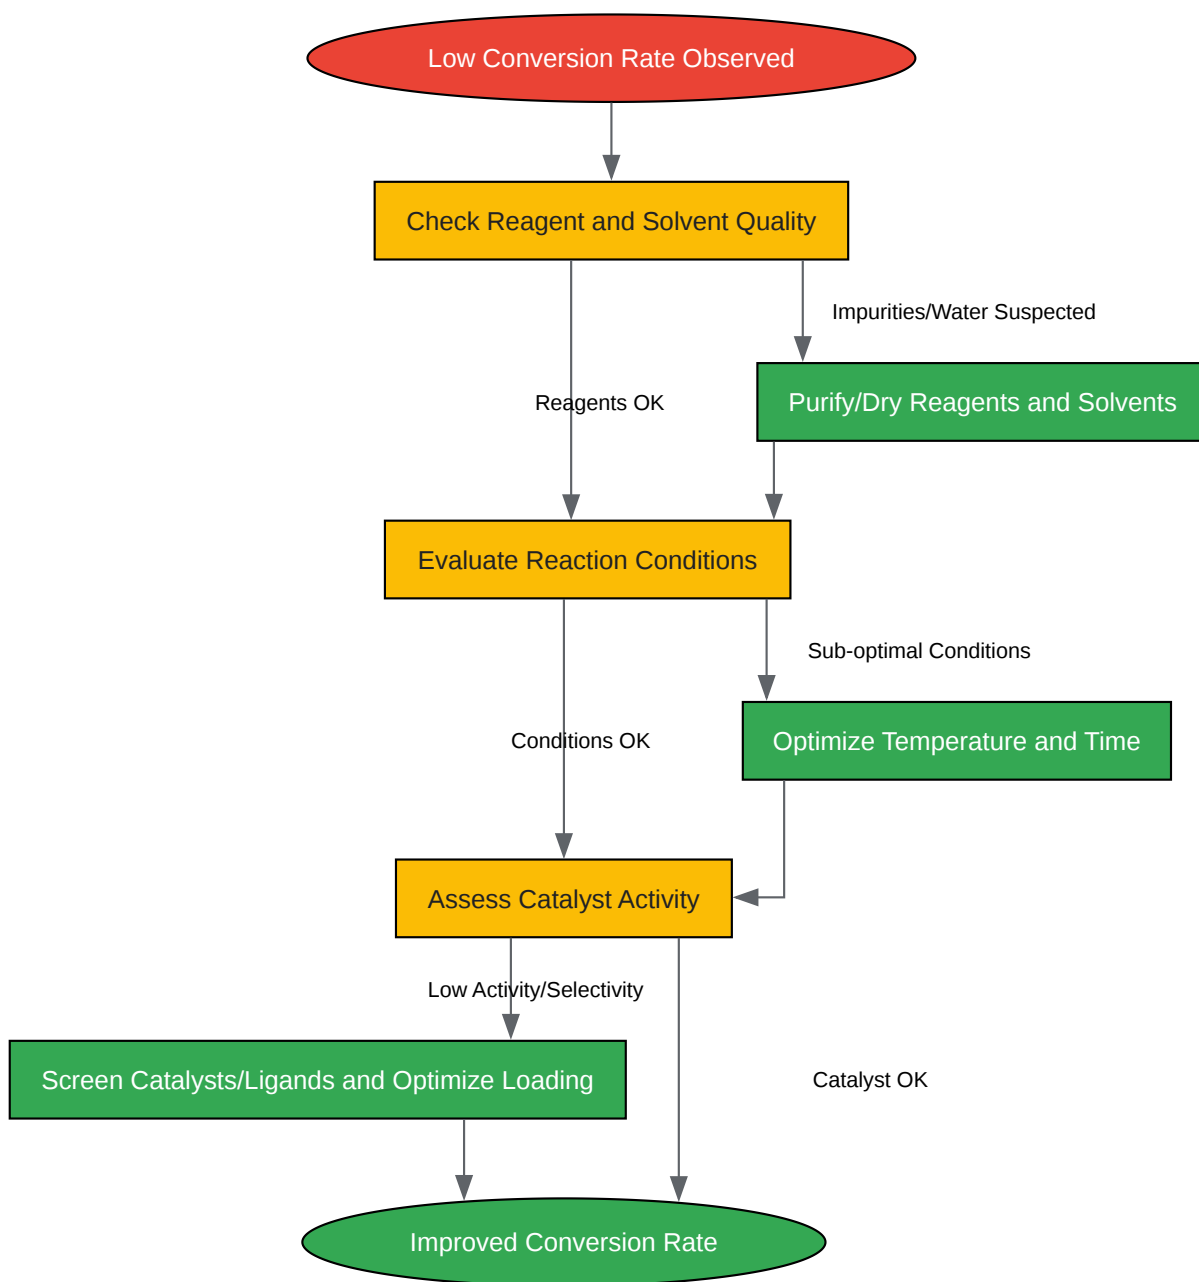 Low Conversion Rate Observed
Check Reagent and Solvent Quality
Impurities/Water Suspected
Reagents OK
Purify/Dry Reagents and Solvents
Evaluate Reaction Conditions
Sub-optimal Conditions
Conditions OK
Optimize Temperature and Time
Assess Catalyst Activity
Low Activity/Selectivity
Screen Catalysts/Ligands and Optimize Loading
Catalyst OK
Improved Conversion Rate